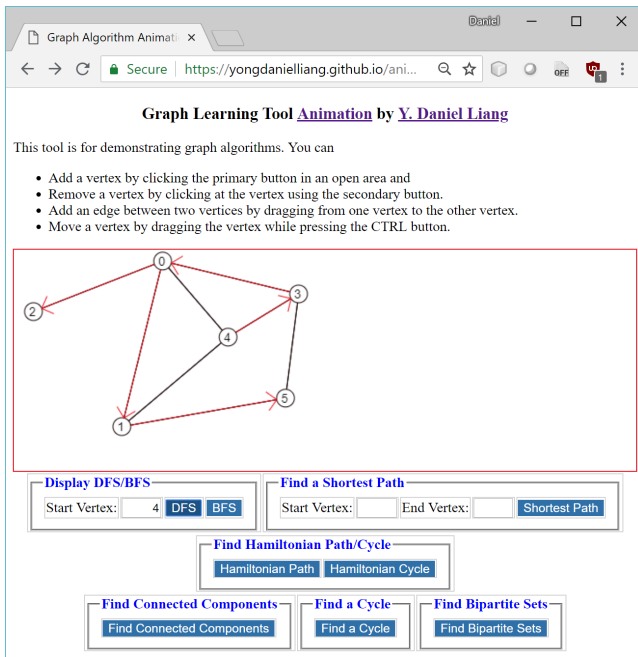 Daniel
Graph Algorithm Animati
Secure https://yongdanielliang.github.io/ani...
OFF
1
Graph Learning Tool Animation by Y. Daniel Liang
This tool is for demonstrating graph algorithms. You can
Add a vertex by clicking the primary button in an open area and
Remove a vertex by clicking at the vertex using the secondary button.
Add an edge between two vertices by dragging from one vertex to the other vertex.
Move a vertex by dragging the vertex while pressing the CTRL button.
0
3
2
4
5
1
Display DFS/BFS
Start Vertex: 4 DFS BFS
Find a Shortest Path
Start Vertex: End Vertex: Shortest Path
Find Hamiltonian Path/Cycle
Hamiltonian Path Hamiltonian Cycle
Find Connected Components
Find Connected Components
Find a Cycle
Find a Cycle
Find Bipartite Sets
Find Bipartite Sets